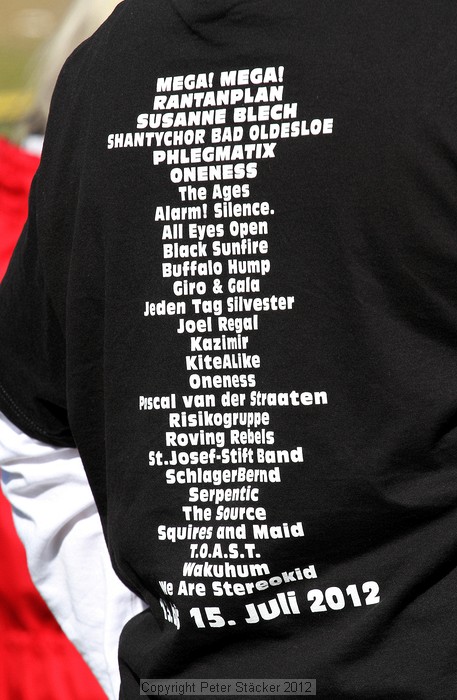 MEGA! MEGA!
RANTANPLAN
SUSANNE BLECH
SHANTYCHOR BAD OLDESLOE
PHLEGMATIX
ONENESS
The Ages
Alarm! Silence.
All Eyes Open
Black Sunfire
Buffalo Hump
Giro & Gala
Jeden Tag Silvester
Joel Regal
Kazimir
KiteALike
Oneness
Pascal van der Straaten
Risikogruppe
Roving Rebels
St.Josef-Stift Band
SchlagerBernd
Serpentic
The Source
Squires and Maid
T.O.A.S.T.
Wakuhum
We Are Stereokid
15. Juli 2012
Copyright Peter Stäcker 2012